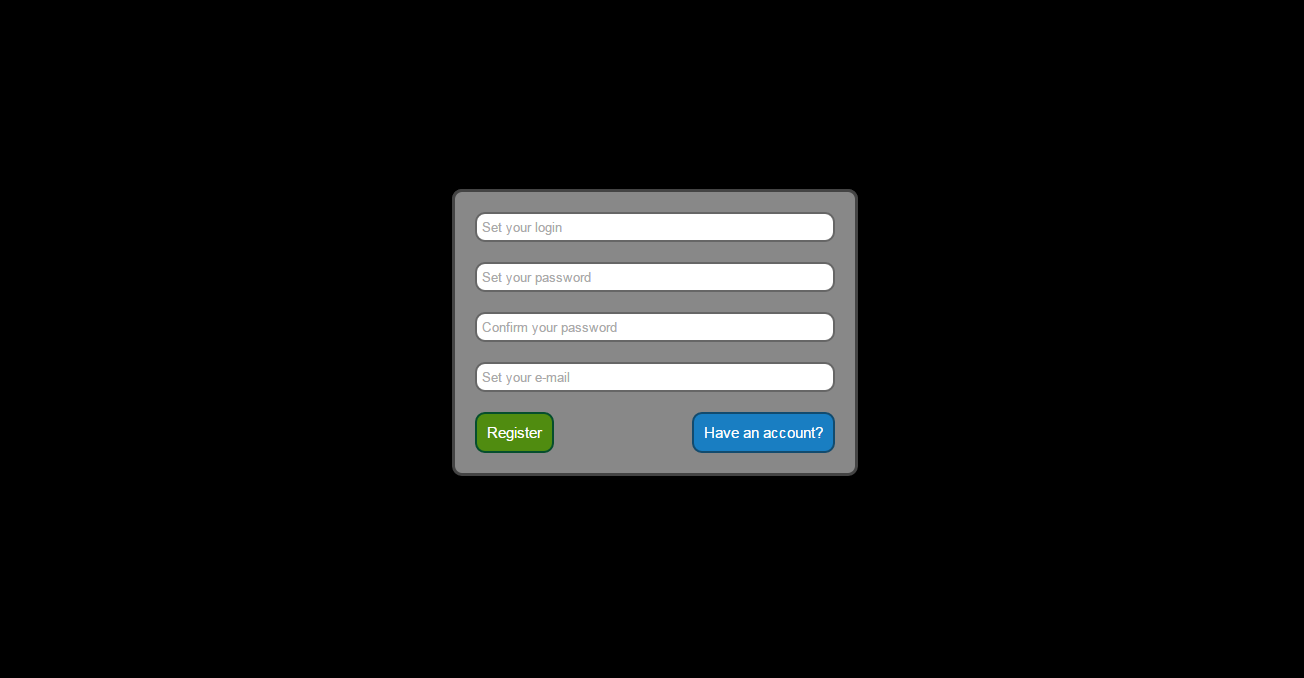 Set your login
Set your password
Confirm your password
Set your e-mail
Register
Have an account?